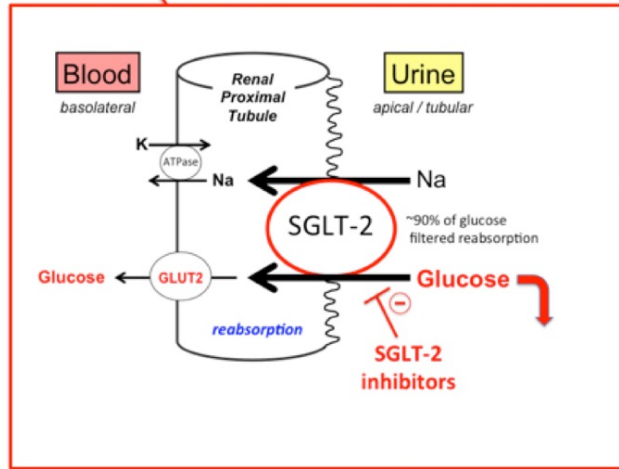 Blood
basolateral
Renal
Proximal
Tubule
Urine
apical / tubular
K
ATPase
Na
Na
SGLT-2
~90% of glucose
filtered reabsorption
Glucose
GLUT2
Glucose
reabsorption
SGLT-2
inhibitors